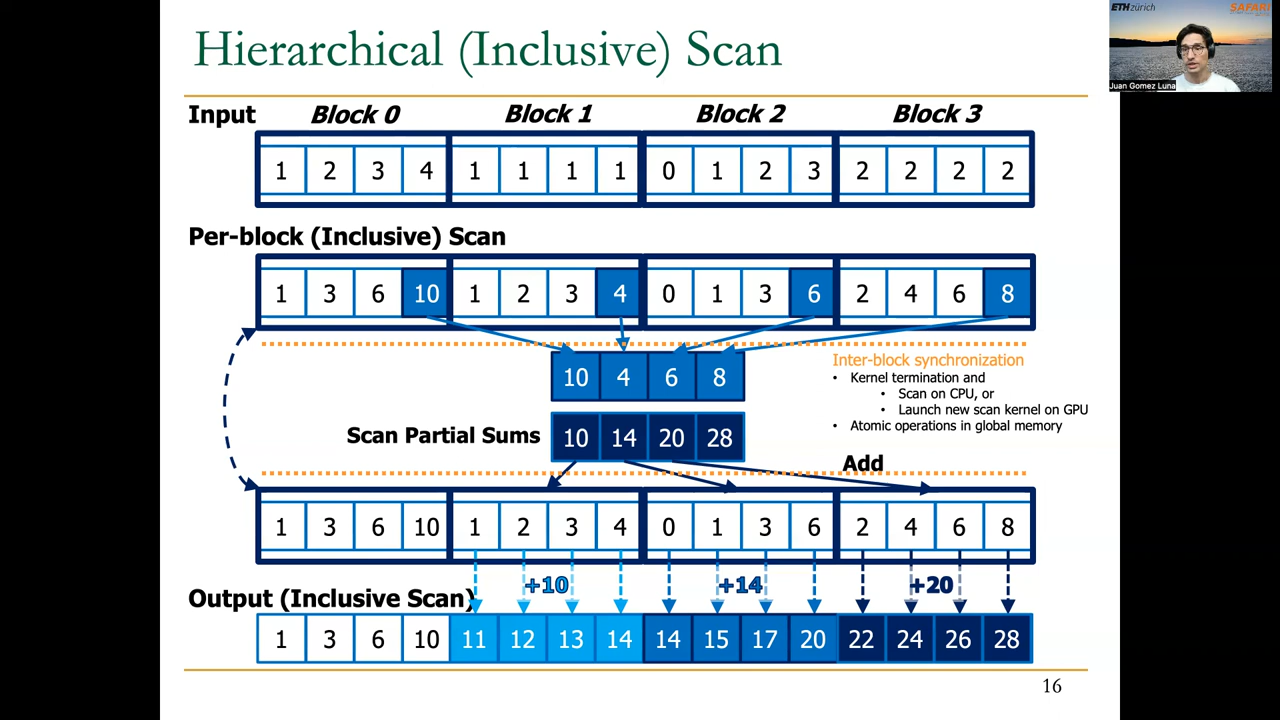 ETH zürich
SAFARI
Juan Gomez Luna
Hierarchical (Inclusive) Scan
Input Block 0 Block 1 Block 2 Block 3
1 2 3 4 1 1 1 1 0 1 2 3 2 2 2 2
Per-block (Inclusive) Scan
1 3 6 10 1 2 3 4 0 1 3 6 2 4 6 8
Inter-block synchronization
• Kernel termination and
• Scan on CPU, or
• Launch new scan kernel on GPU
• Atomic operations in global memory
10 4 6 8
Scan Partial Sums 10 14 20 28
Add
1 3 6 10 1 2 3 4 0 1 3 6 2 4 6 8
+10 +14 +20
Output (Inclusive Scan)
1 3 6 10 11 12 13 14 14 15 17 20 22 24 26 28
16